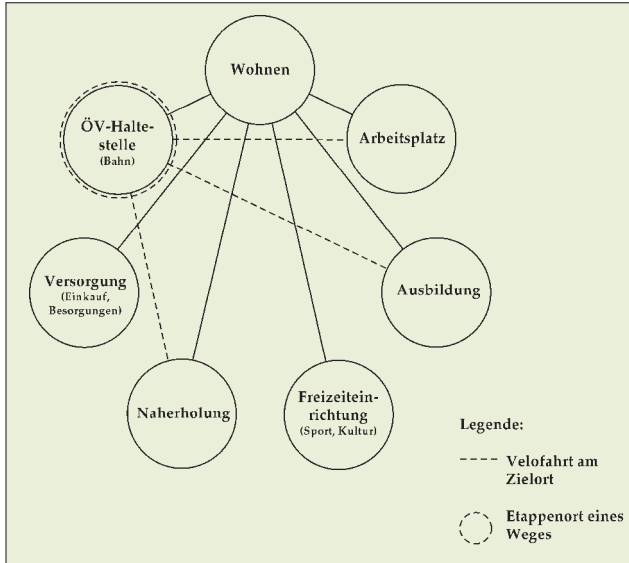 Wohnen
ÖV-Halte-
stelle
(Bahn)
Arbeitsplatz
Versorgung
(Einkauf,
Besorgungen)
Ausbildung
Naherholung
Freizeitein-
richtung
(Sport, Kultur)
Legende:
Velofahrt am
Zielort
Etappenort eines
Weges